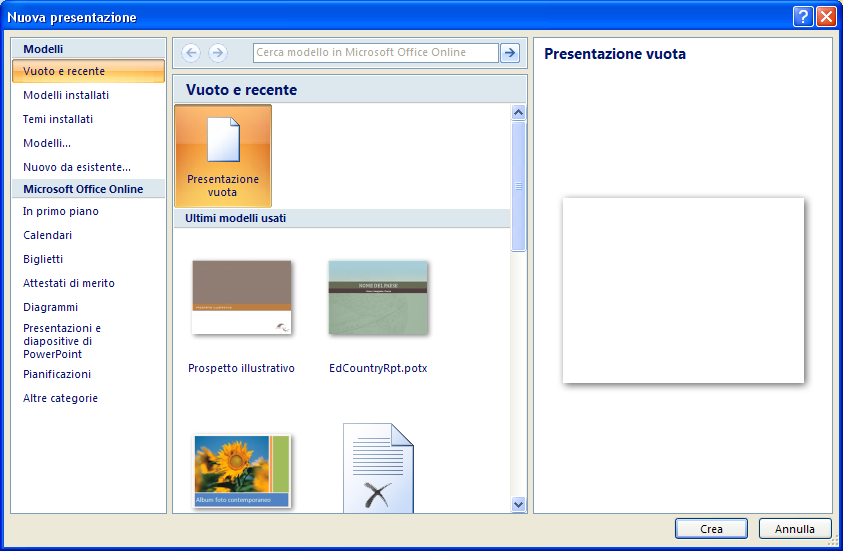 Nuova presentazione
Modelli
Vuoto e recente
Modelli installati
Temi installati
Modelli...
Nuovo da esistente...
Microsoft Office Online
In primo piano
Calendari
Biglietti
Attestati di merito
Diagrammi
Presentazioni e
diapositive di
PowerPoint
Pianificazioni
Altre categorie
Cerca modello in Microsoft Office Online
Vuoto e recente
Presentazione
vuota
Ultimi modelli usati
NOME DEL PAESE
Prospetto illustrativo
EdCountryRpt.potx
Album foto contemporaneo
Presentazione vuota
Crea
Annulla